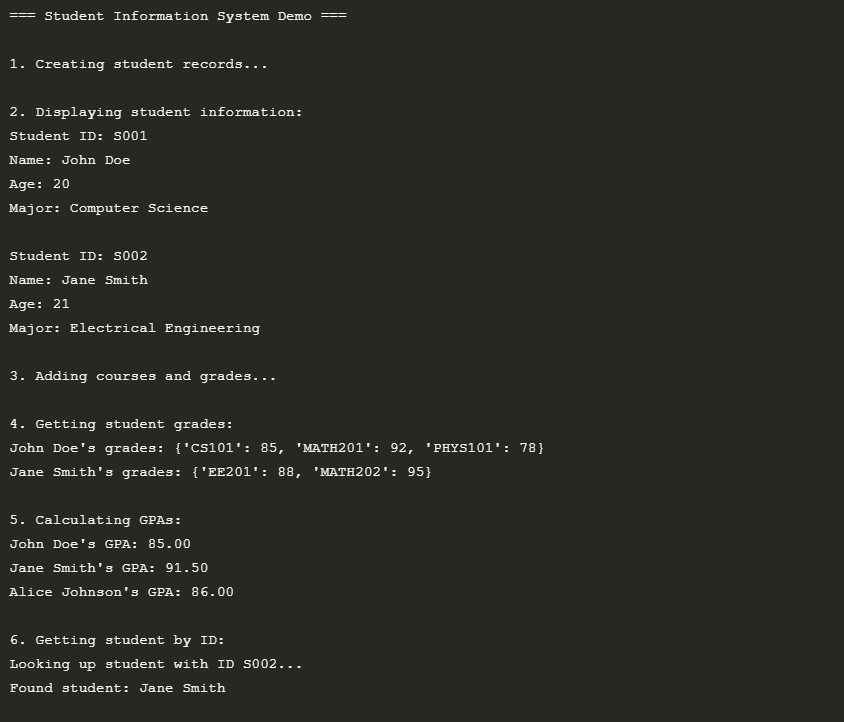 === Student Information System Demo ===
1. Creating student records...
2. Displaying student information:
Student ID: S001
Name: John Doe
Age: 20
Major: Computer Science
Student ID: S002
Name: Jane Smith
Age: 21
Major: Electrical Engineering
3. Adding courses and grades...
4. Getting student grades:
John Doe's grades: {'CS101': 85, 'MATH201': 92, 'PHYS101': 78}
Jane Smith's grades: {'EE201': 88, 'MATH202': 95}
5. Calculating GPAs:
John Doe's GPA: 85.00
Jane Smith's GPA: 91.50
Alice Johnson's GPA: 86.00
6. Getting student by ID:
Looking up student with ID S002...
Found student: Jane Smith